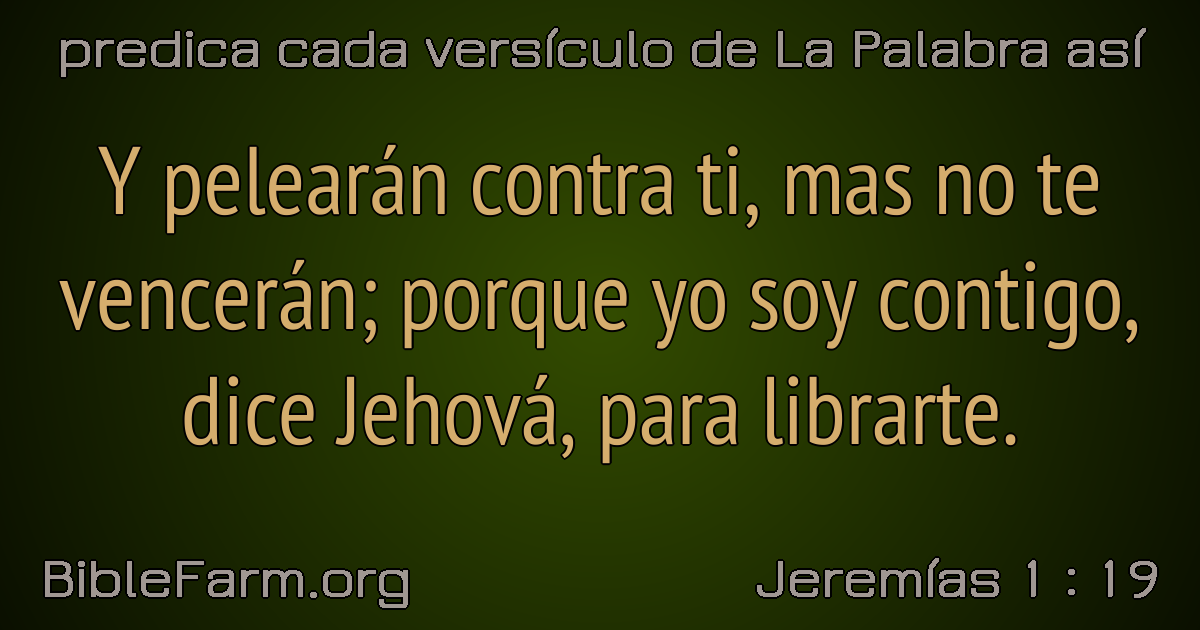 predica cada versículo de La Palabra así
Y pelearán contra ti, mas no te
vencerán; porque yo soy contigo,
dice Jehová, para librarte.
BibleFarm.org
Jeremías 1 : 19